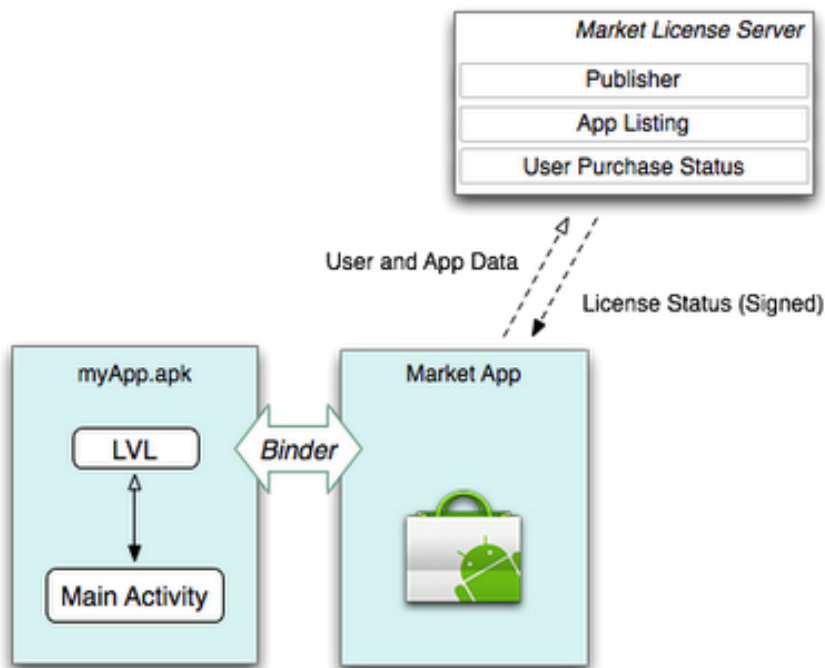 Market License Server
Publisher
App Listing
User Purchase Status
User and App Data
License Status (Signed)
myApp.apk
Market App
LVL
Binder
Main Activity